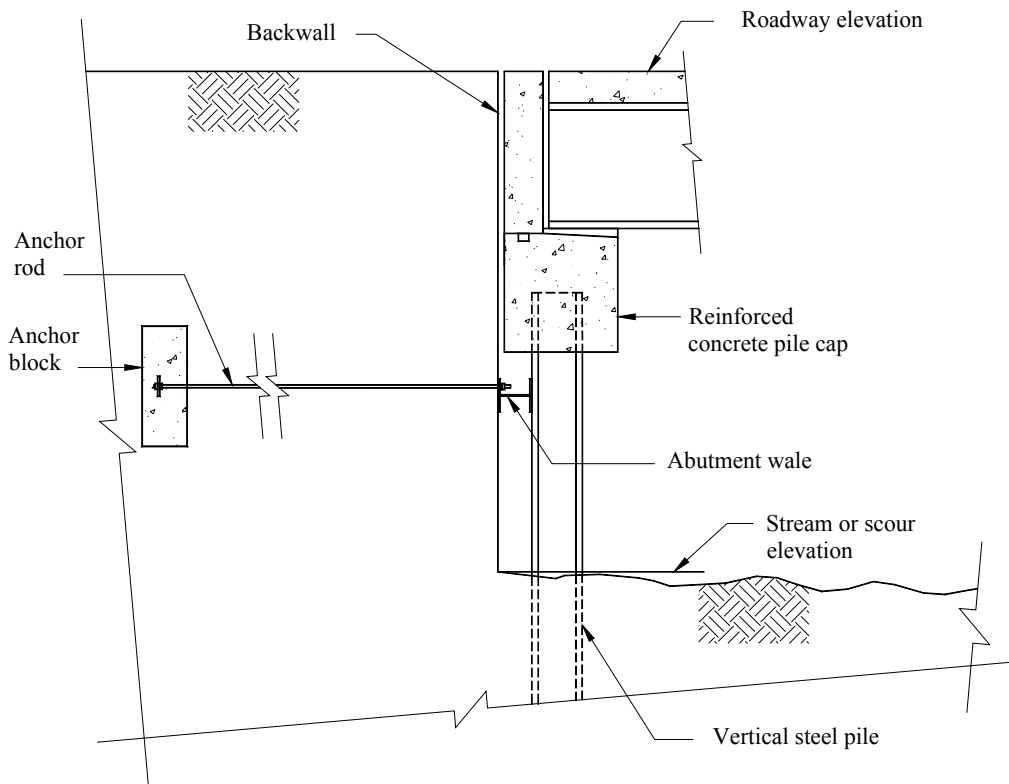 Roadway elevation
Backwall
Anchor
rod
Anchor
block
Reinforced
concrete pile cap
Abutment wale
Stream or scour
elevation
Vertical steel pile